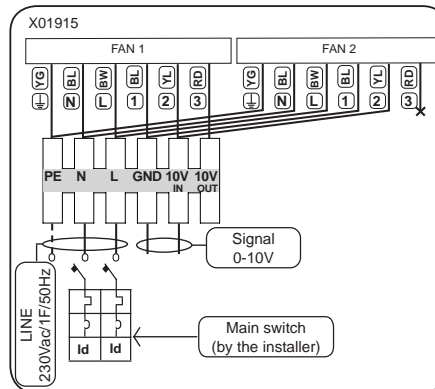 X01915
FAN 1 FAN 2
YG BL BW BL YL RD YG BL BW BL YL RD
N L 1 2 3 N L 1 2 3
PE N L GND 10V IN 10V OUT
Signal
0-10V
LINE
230Vac/1F/50Hz
Id Id
Main switch
(by the installer)